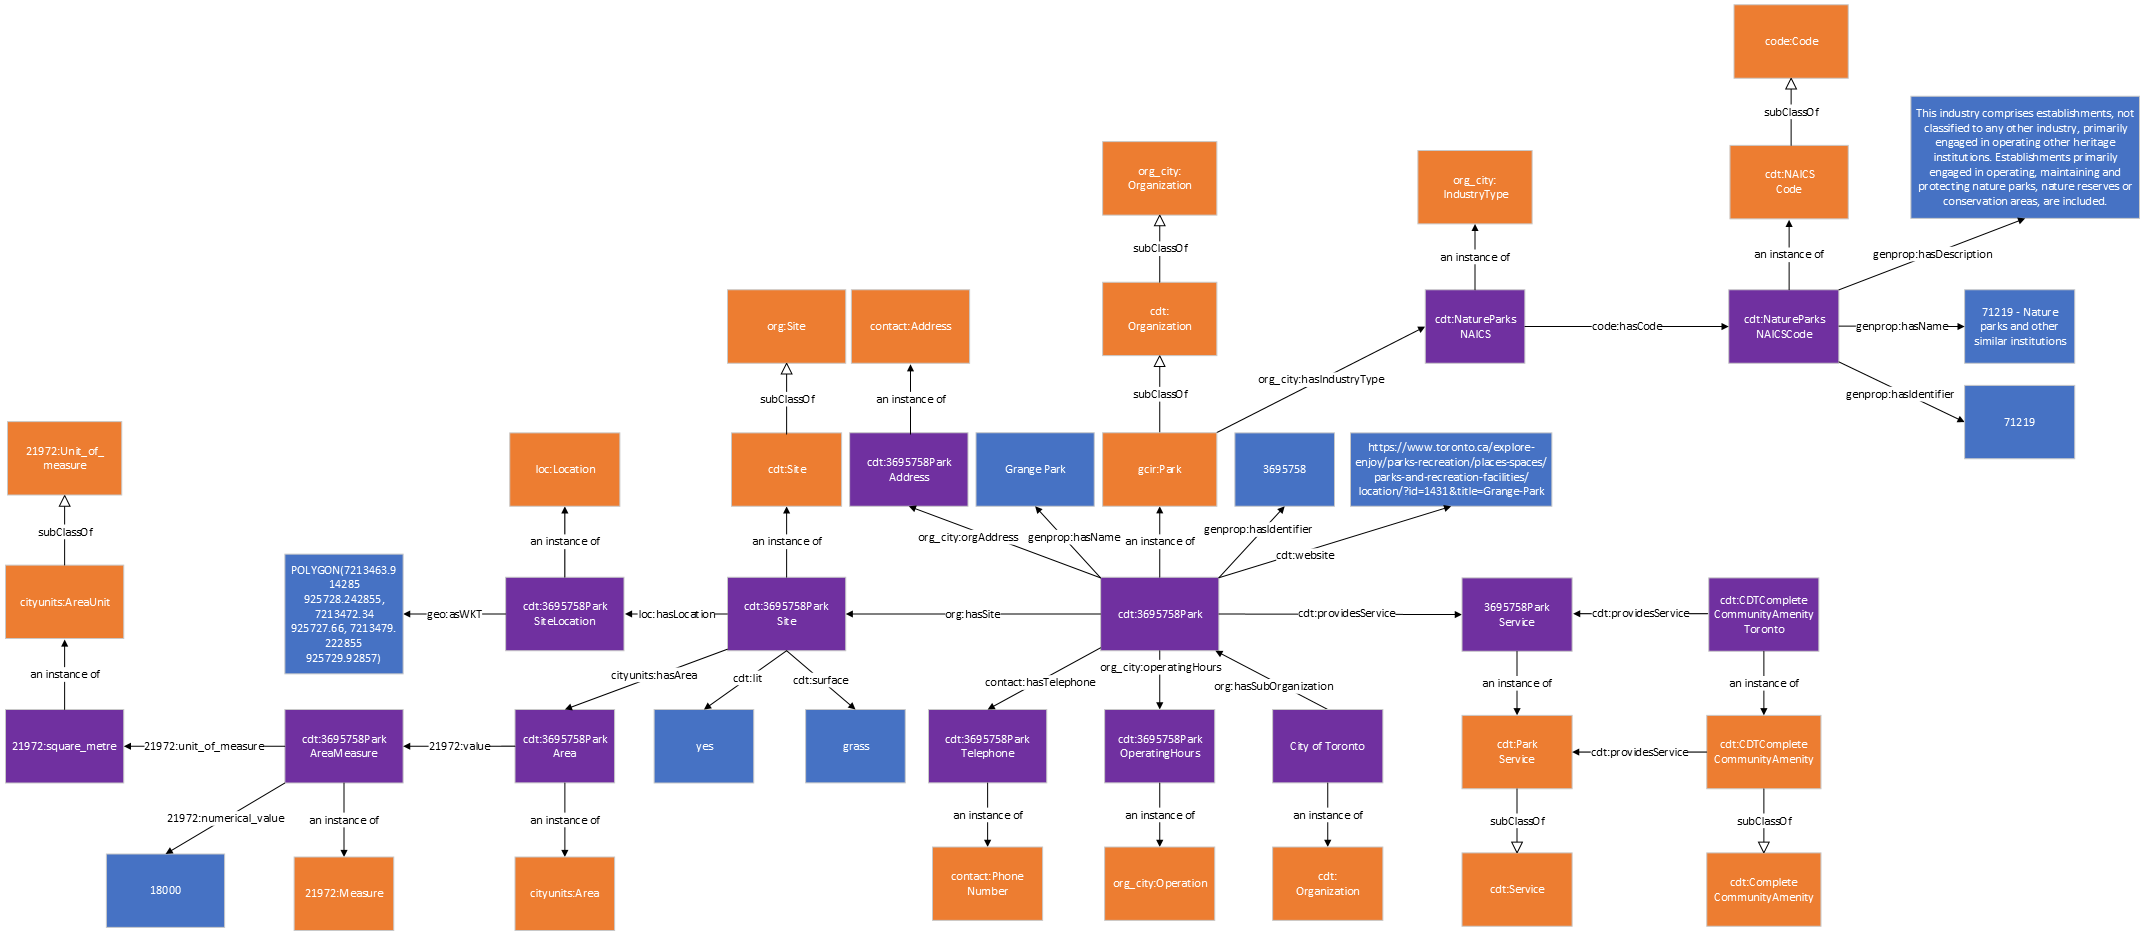 code:Code
subClassOf
This industry comprises establishments, not
classified to any other industry, primarily
engaged in operating other heritage
institutions. Establishments primarily
engaged in operating, maintaining and
protecting nature parks, nature reserves or
conservation areas, are included.
org_city:
Organization
org_city:
IndustryType
cdt:NAICS
Code
subClassOf
an instance of
an instance of
genprop:hasDescription
org:Site
contact:Address
cdt:
Organization
cdt:NatureParks
NAICS
code:hasCode
cdt:NatureParks
NAICSCode
genprop:hasName
71219 - Nature
parks and other
similar institutions
org_city:hasIndustryType
subClassOf
an instance of
subClassOf
genprop:hasIdentifier
71219
21972:Unit_of_
measure
loc:Location
cdt:Site
cdt:3695758Park
Address
Grange Park
gcir:Park
3695758
https://www.toronto.ca/explore-
enjoy/parks-recreation/places-spaces/
parks-and-recreation-facilities/
location/?id=1431&title=Grange-Park
subClassOf
an instance of
an instance of
org_city:orgAddress
genprop:hasName
an instance of
genprop:hasIdentifier
cdt:website
cityunits:AreaUnit
POLYGON(7213463.9
14285
925728.242855,
7213472.34
925727.66, 7213479.
222855
925729.92857)
geo:asWKT
cdt:3695758Park
SiteLocation
loc:hasLocation
cdt:3695758Park
Site
org:hasSite
cdt:3695758Park
cdt:providesService
3695758Park
Service
cdt:providesService
cdt:CDTComplete
CommunityAmenity
Toronto
an instance of
cityunits:hasArea
cdt:lit
cdt:surface
contact:hasTelephone
org_city:operatingHours
org:hasSubOrganization
an instance of
an instance of
21972:square_metre
21972:unit_of_measure
cdt:3695758Park
AreaMeasure
21972:value
cdt:3695758Park
Area
yes
grass
cdt:3695758Park
Telephone
cdt:3695758Park
OperatingHours
City of Toronto
cdt:Park
Service
cdt:providesService
cdt:CDTComplete
CommunityAmenity
21972:numerical_value
an instance of
an instance of
an instance of
an instance of
an instance of
subClassOf
subClassOf
18000
21972:Measure
cityunits:Area
contact:Phone
Number
org_city:Operation
cdt:
Organization
cdt:Service
cdt:Complete
CommunityAmenity